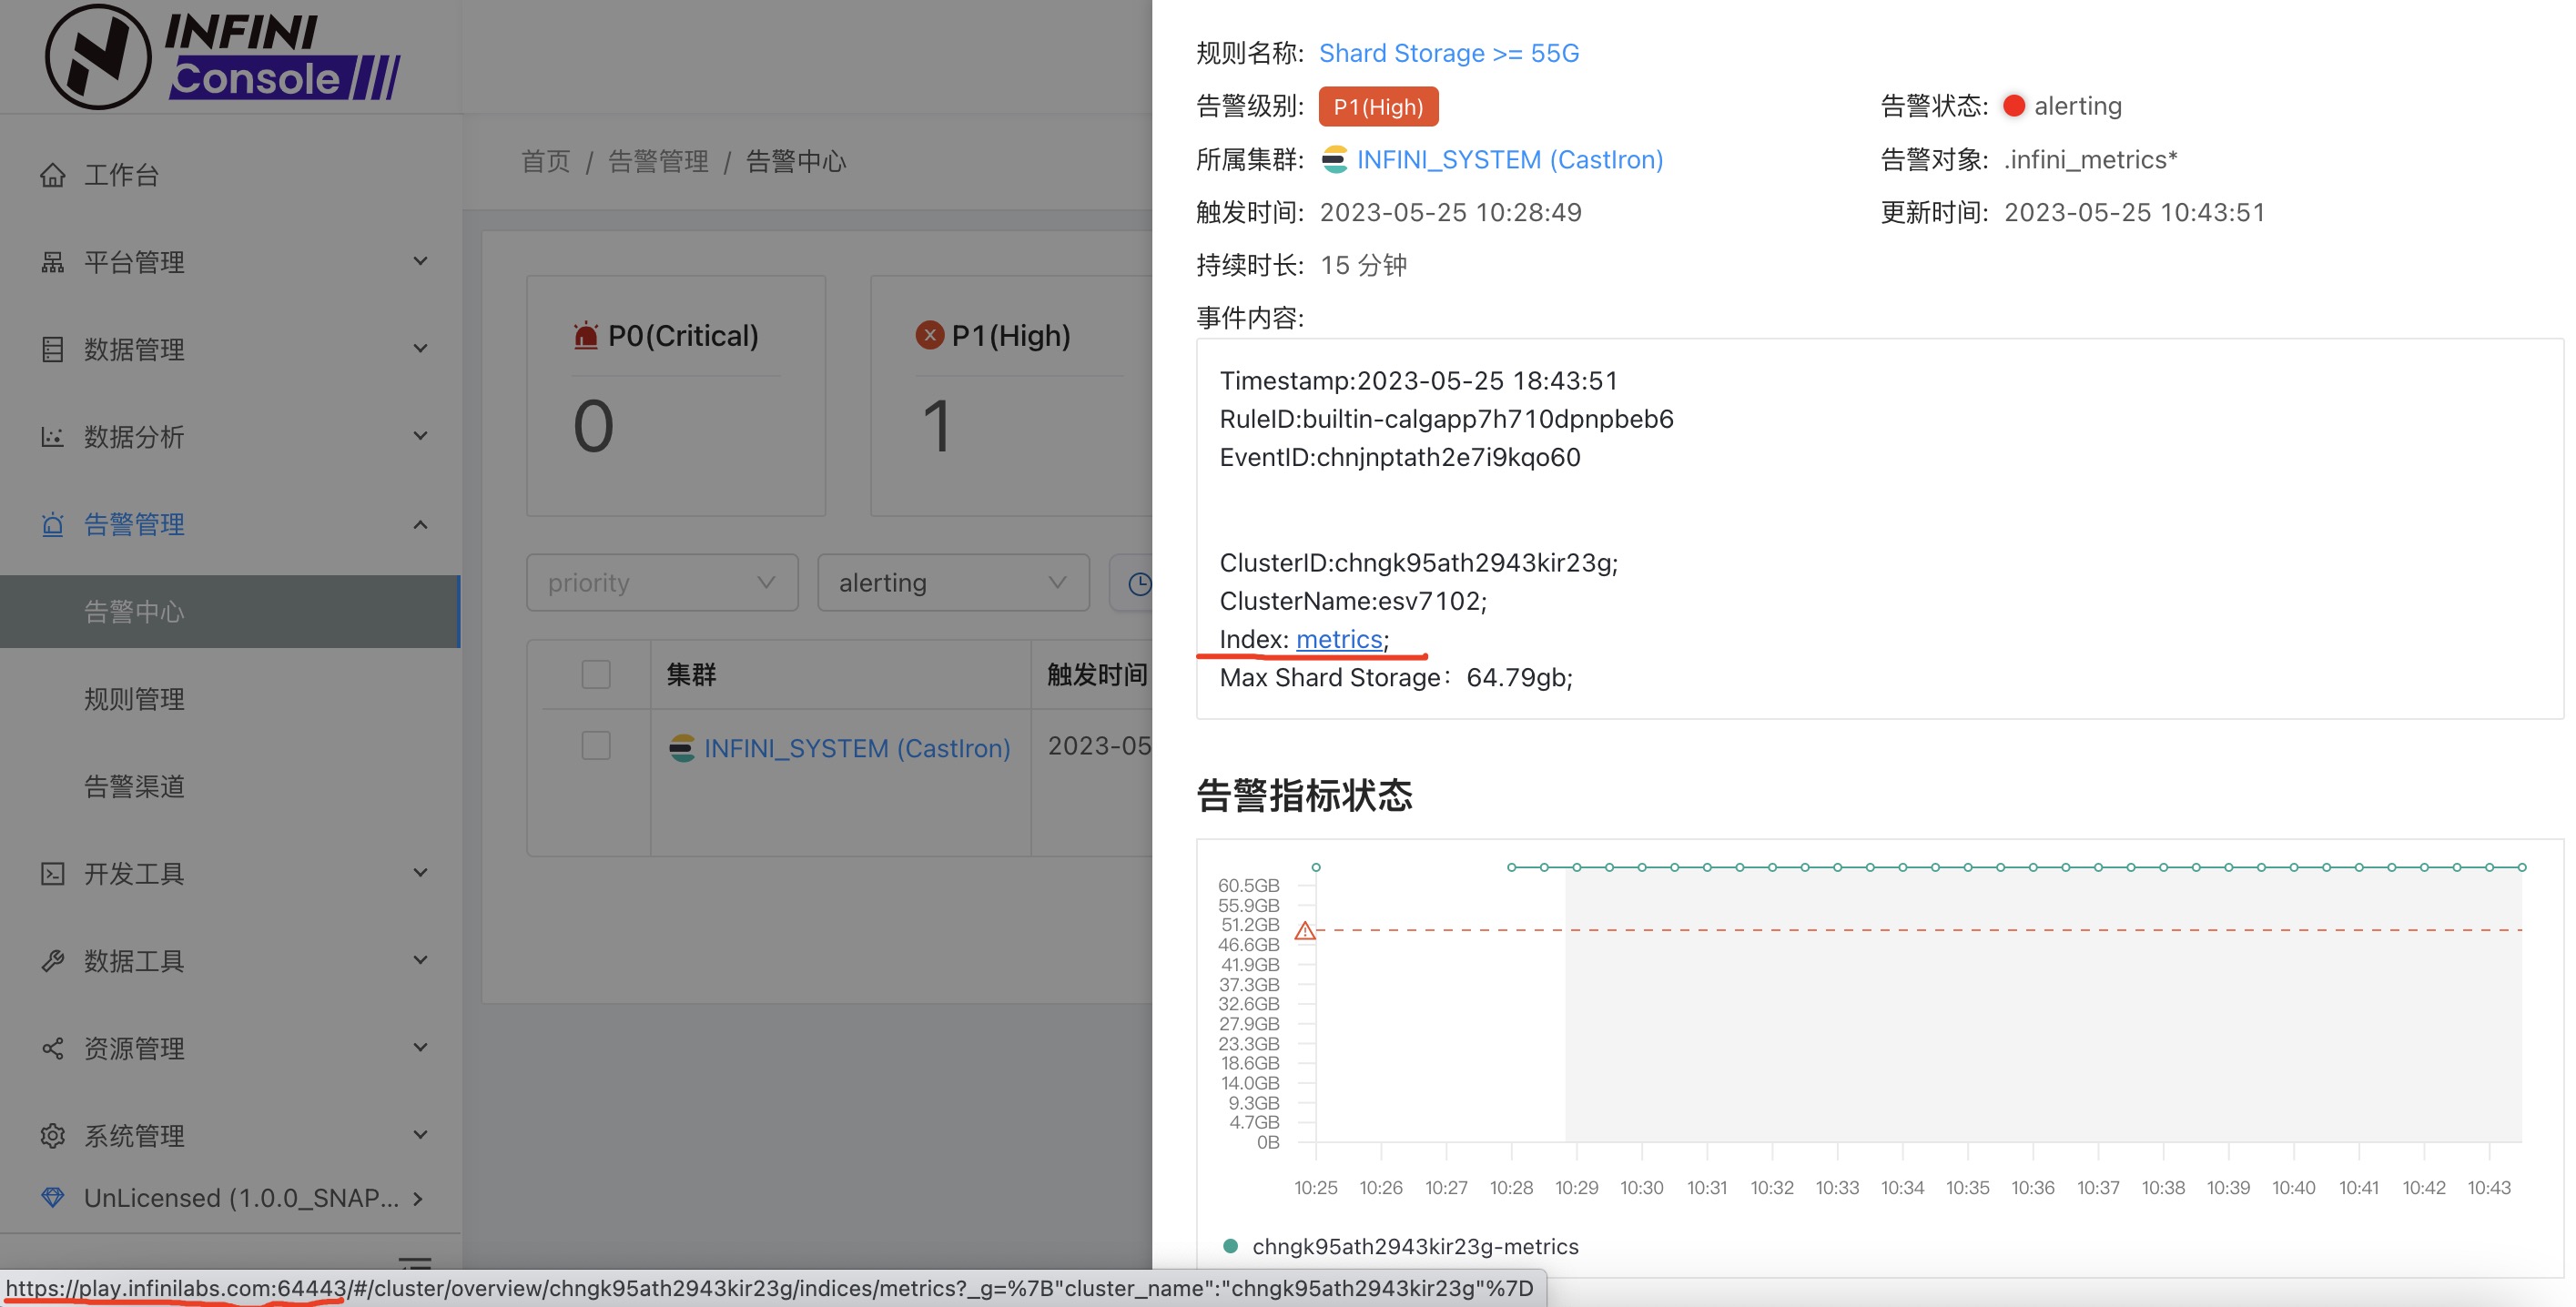 INFINI
Console
工作台
平台管理
数据管理
数据分析
告警管理
告警中心
规则管理
告警渠道
开发工具
数据工具
资源管理
系统管理
UnLicensed (1.0.0_SNAP...
首页 / 告警管理 / 告警中心
P0(Critical)
0
P1(High)
1
priority
alerting
集群
触发时间
INFINI_SYSTEM (CastIron)
2023-05
规则名称: Shard Storage >= 55G
告警级别: P1(High)
告警状态: alerting
所属集群: INFINI_SYSTEM (CastIron)
告警对象: .infini_metrics*
触发时间: 2023-05-25 10:28:49
更新时间: 2023-05-25 10:43:51
持续时长: 15 分钟
事件内容:
Timestamp:2023-05-25 18:43:51
RuleID:builtin-calgapp7h710dpnpbeb6
EventID:chnjnptath2e7i9kqo60
ClusterID:chngk95ath2943kir23g;
ClusterName:esv7102;
Index: metrics;
Max Shard Storage：64.79gb;
告警指标状态
60.5GB
55.9GB
51.2GB
46.6GB
41.9GB
37.3GB
32.6GB
27.9GB
23.3GB
18.6GB
14.0GB
9.3GB
4.7GB
0B
10:25 10:26 10:27 10:28 10:29 10:30 10:31 10:32 10:33 10:34 10:35 10:36 10:37 10:38 10:39 10:40 10:41 10:42 10:43
chngk95ath2943kir23g-metrics
https://play.infinilabs.com:64443/#/cluster/overview/chngk95ath2943kir23g/indices/metrics?_g=%7B"cluster_name":"chngk95ath2943kir23g"%7D